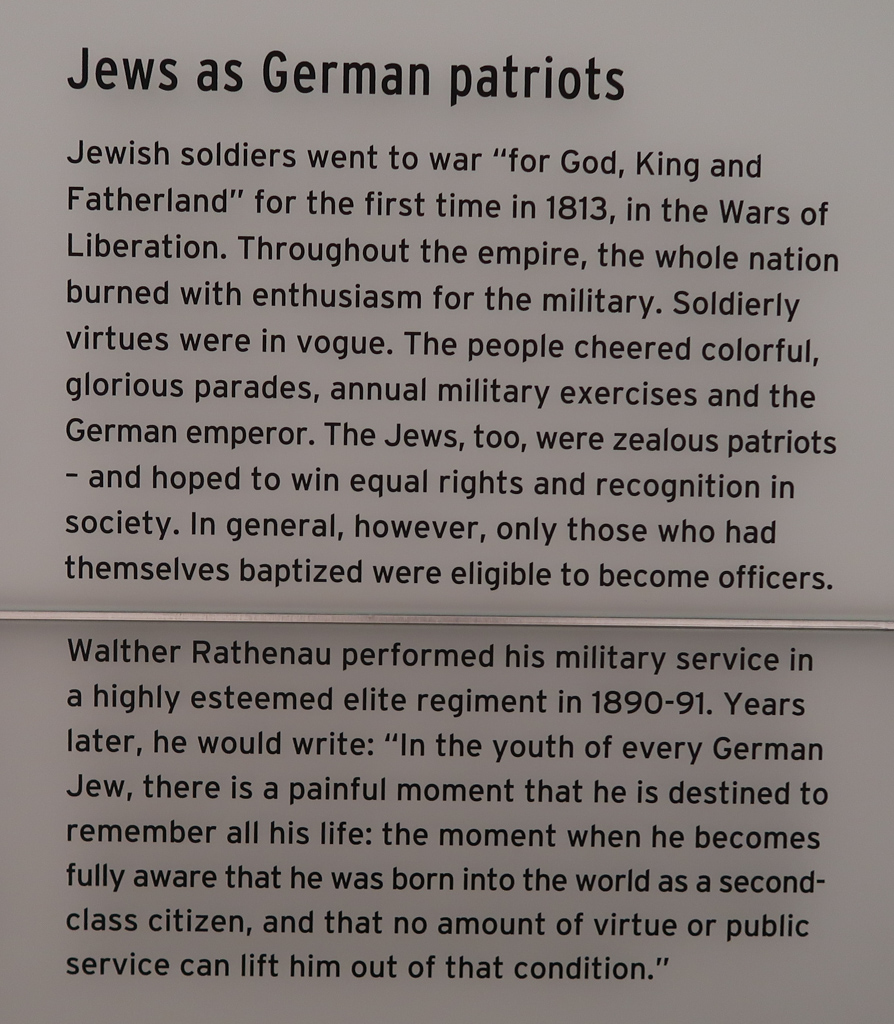 Jews as German patriots
Jewish soldiers went to war “for God, King and
Fatherland” for the first time in 1813, in the Wars of
Liberation. Throughout the empire, the whole nation
burned with enthusiasm for the military. Soldierly
virtues were in vogue. The people cheered colorful,
glorious parades, annual military exercises and the
German emperor. The Jews, too, were zealous patriots
– and hoped to win equal rights and recognition in
society. In general, however, only those who had
themselves baptized were eligible to become officers.
Walther Rathenau performed his military service in
a highly esteemed elite regiment in 1890-91. Years
later, he would write: “In the youth of every German
Jew, there is a painful moment that he is destined to
remember all his life: the moment when he becomes
fully aware that he was born into the world as a second-
class citizen, and that no amount of virtue or public
service can lift him out of that condition.”